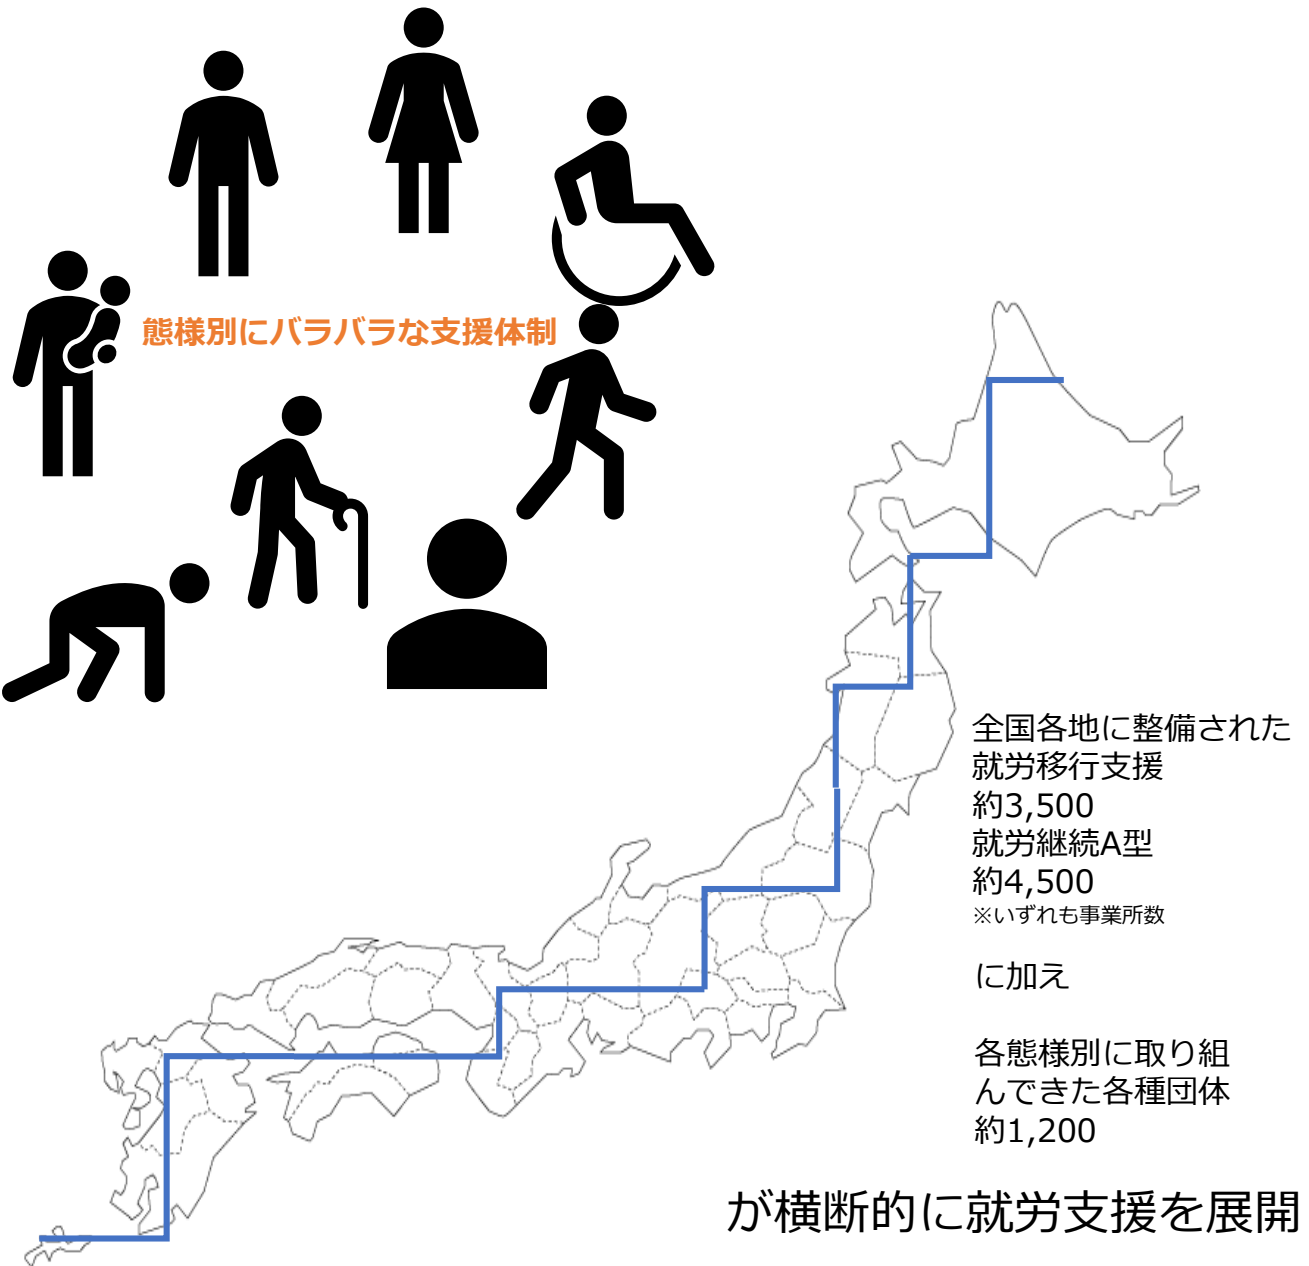 態様別にバラバラな支援体制
全国各地に整備された
就労移行支援
約3,500
就労継続A型
約4,500
※いずれも事業所数
に加え
各態様別に取り組
んできた各種団体
約1,200
が横断的に就労支援を展開